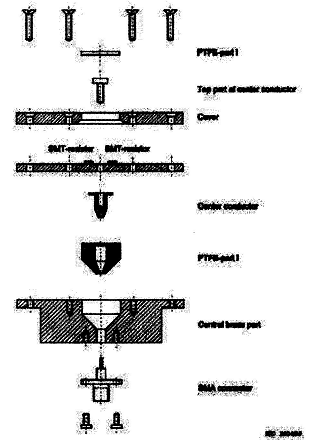 PTFE-part I
Top part of center conductor
Cover
SMT-resistor SMT-resistor
Center conductor
PTFE-part I
Central brass part
SMA connector